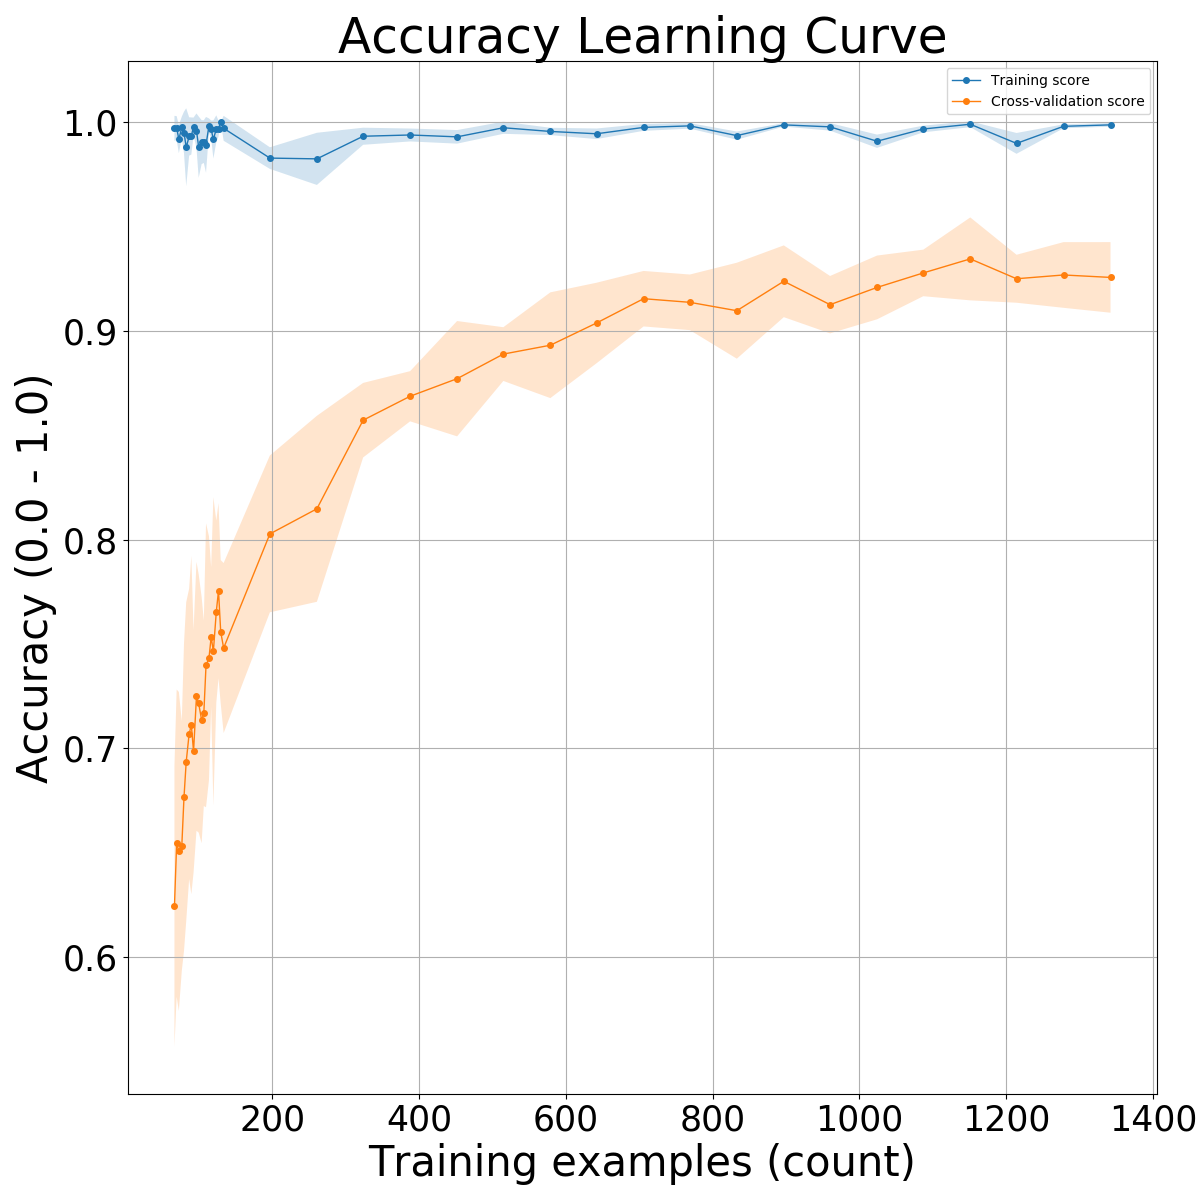 Accuracy Learning Curve
Training score
Cross-validation score
1.0
0.9
0.8
0.7
0.6
Accuracy (0.0 - 1.0)
200 400 600 800 1000 1200 1400
Training examples (count)